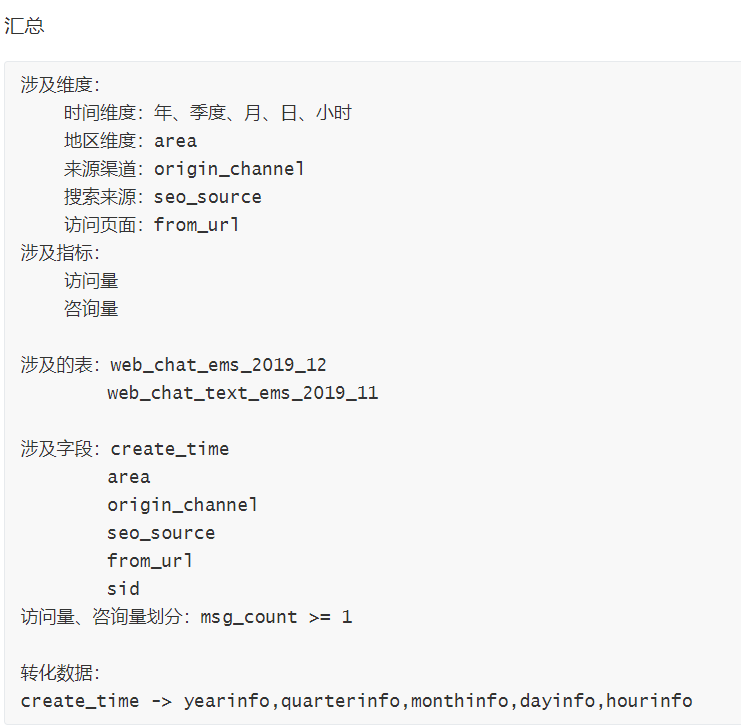 汇总
涉及维度：
时间维度：年、季度、月、日、小时
地区维度：area
来源渠道：origin_channel
搜索来源：seo_source
访问页面：from_url
涉及指标：
访问量
咨询量
涉及的表：web_chat_ems_2019_12
web_chat_text_ems_2019_11
涉及字段：create_time
area
origin_channel
seo_source
from_url
sid
访问量、咨询量划分：msg_count >= 1
转化数据：
create_time -> yearinfo,quarterinfo,monthinfo,dayinfo,hourinfo